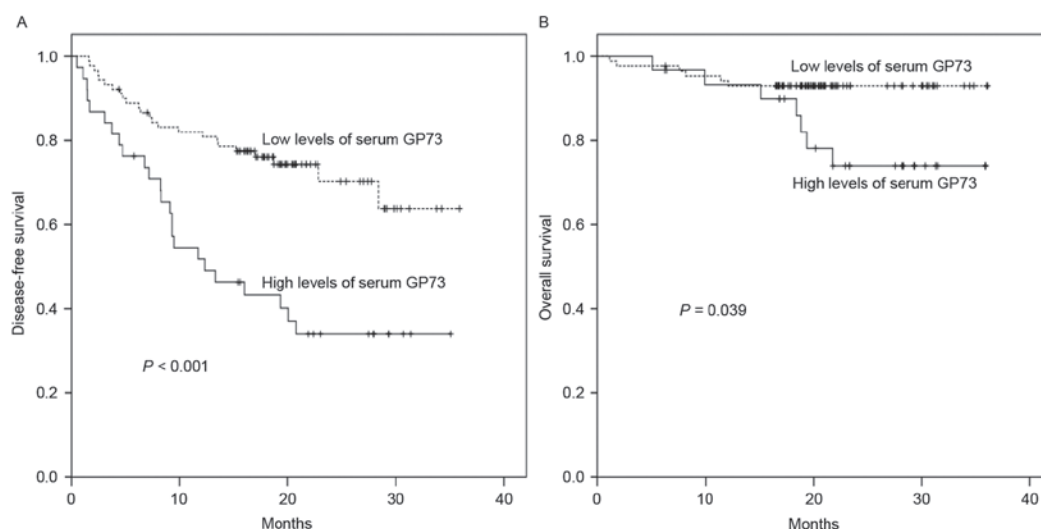 A
1.0
0.8
0.6
0.4
0.2
0.0
0
10
20
30
40
Disease-free survival
Months
Low levels of serum GP73
High levels of serum GP73
P < 0.001
B
1.0
0.8
0.6
0.4
0.2
0.0
0
10
20
30
40
Overall survival
Months
Low levels of serum GP73
High levels of serum GP73
P = 0.039